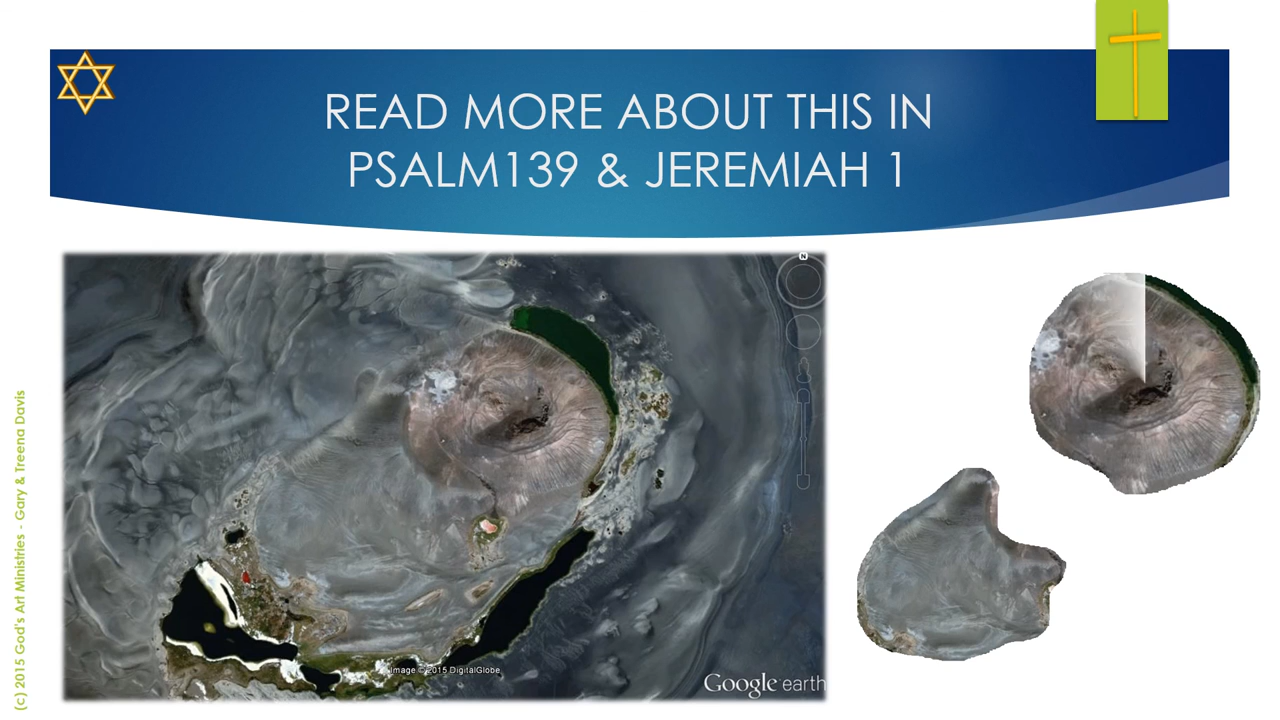 READ MORE ABOUT THIS IN
PSALM139 & JEREMIAH 1
N
Image © 2015 DigitalGlobe
Google earth
(c) 2015 God's Art Ministries - Gary & Treena Davis